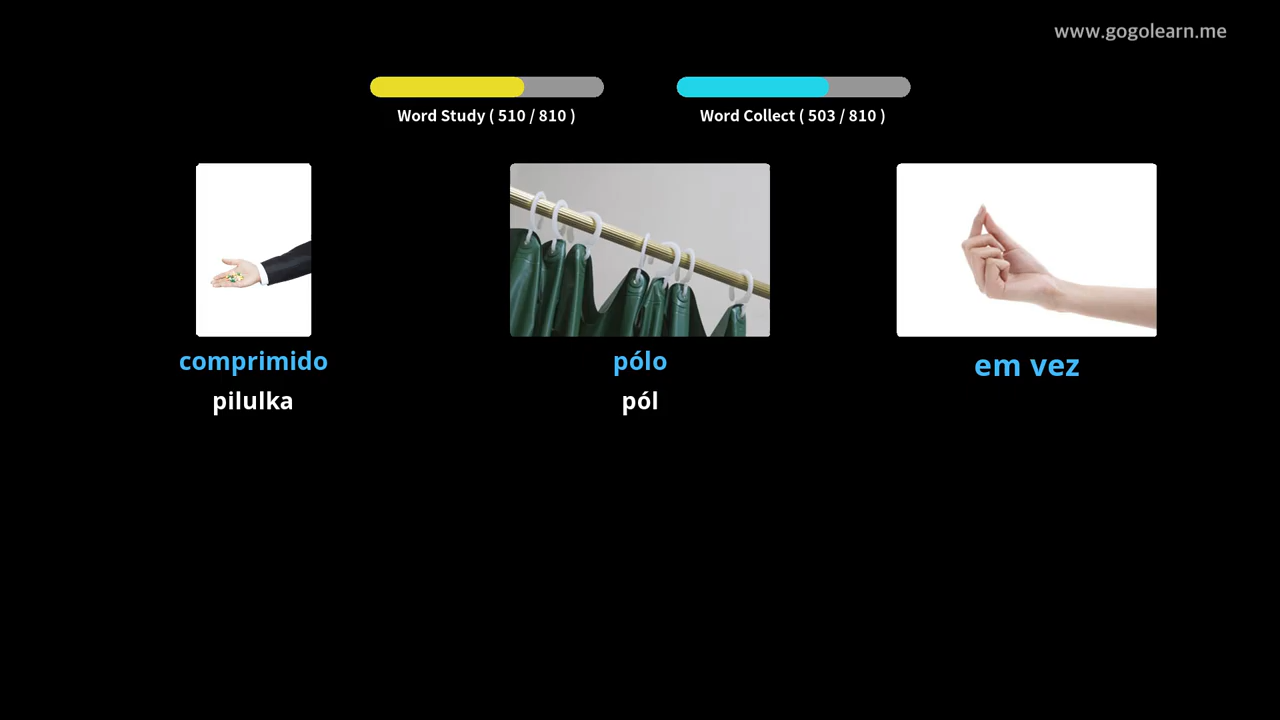 www.gogolearn.me
Word Study ( 510 / 810 )
Word Collect ( 503 / 810 )
comprimido
pilulka
pólo
pól
em vez